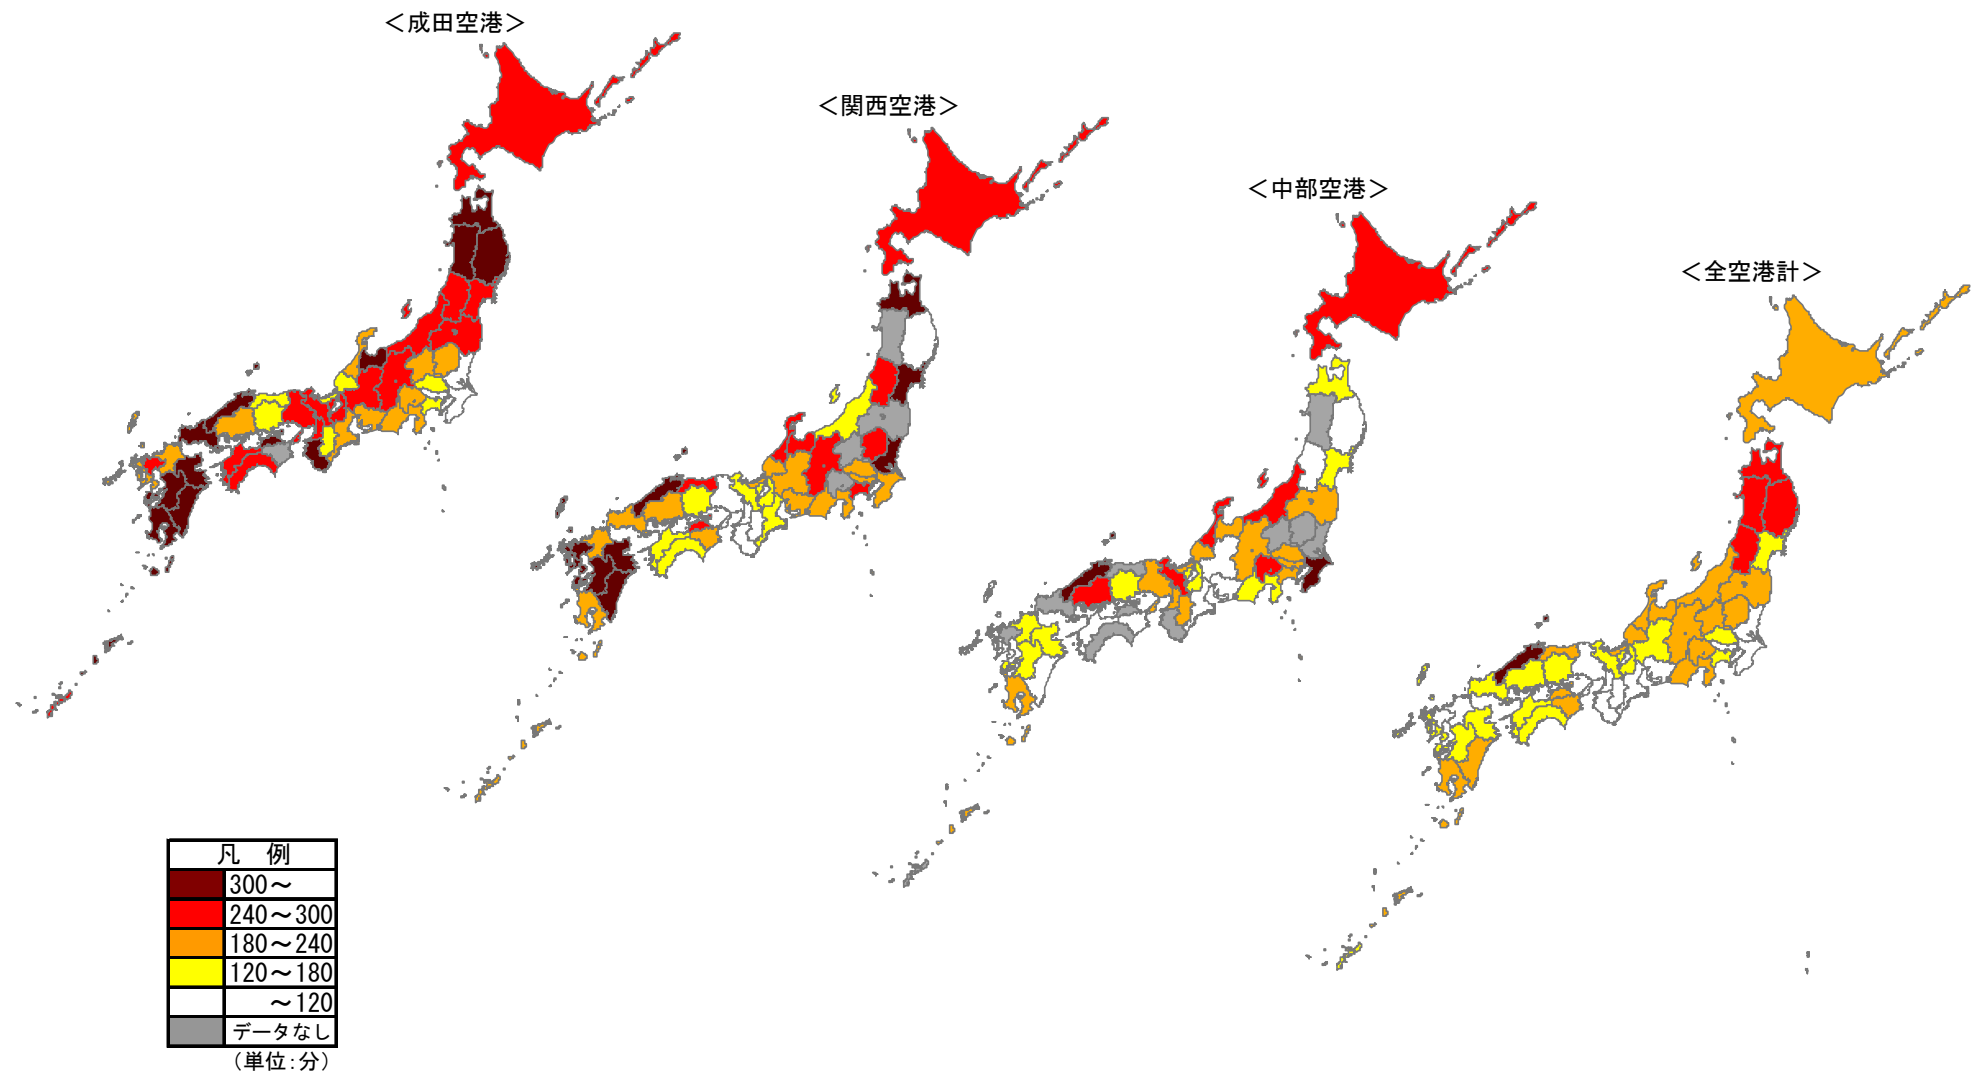 ＜成田空港＞
＜関西空港＞
＜中部空港＞
＜全空港計＞
凡　例
300～
240～300
180～240
120～180
～120
データなし
（単位：分）